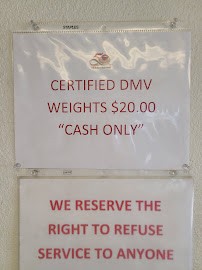 CERTIFIED DMV
WEIGHTS $20.00
“CASH ONLY”
WE RESERVE THE
RIGHT TO REFUSE
SERVICE TO ANYONE